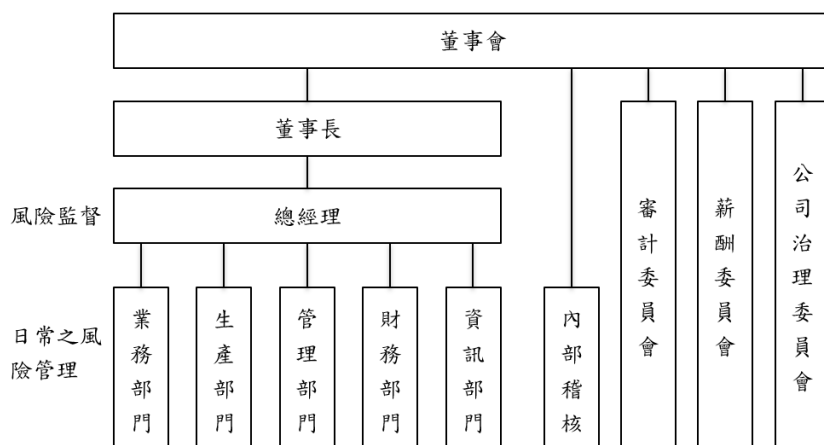 董事會
董事長
風險監督
總經理
日常之風
險管理
業務部門
生產部門
管理部門
財務部門
資訊部門
內部稽核
審計委員會
薪酬委員會
公司治理委員會